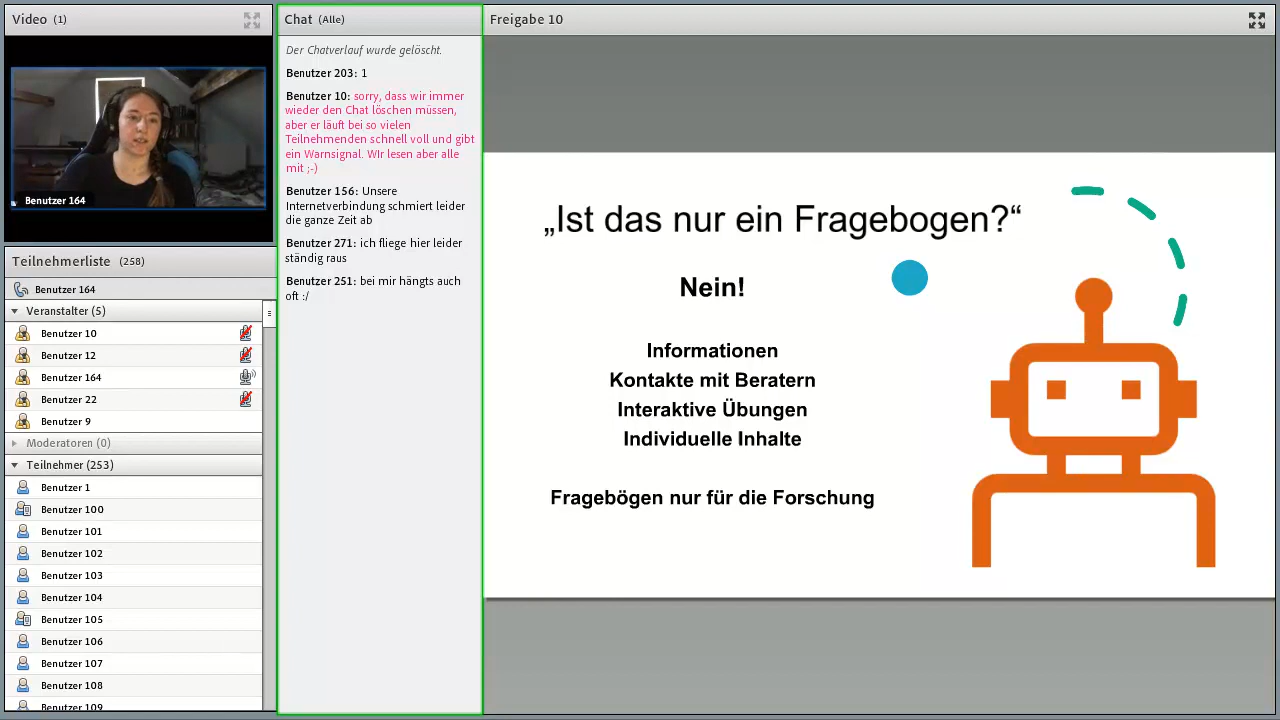 Video (1)
Benutzer 164
Teilnehmerliste (258)
Benutzer 164
Veranstalter (5)
Benutzer 10
Benutzer 12
Benutzer 164
Benutzer 22
Benutzer 9
Moderatoren (0)
Teilnehmer (253)
Benutzer 1
Benutzer 100
Benutzer 101
Benutzer 102
Benutzer 103
Benutzer 104
Benutzer 105
Benutzer 106
Benutzer 107
Benutzer 108
Benutzer 109
Chat (Alle)
Der Chatverlauf wurde gelöscht.
Benutzer 203: 1
Benutzer 10: sorry, dass wir immer
wieder den Chat löschen müssen,
aber er läuft bei so vielen
Teilnehmenden schnell voll und gibt
ein Warnsignal. WIr lesen aber alle
mit ;-)
Benutzer 156: Unsere
Internetverbindung schmiert leider
die ganze Zeit ab
Benutzer 271: ich fliege hier leider
ständig raus
Benutzer 251: bei mir hängts auch
oft :/
Freigabe 10
„Ist das nur ein Fragebogen?“
Nein!
Informationen
Kontakte mit Beratern
Interaktive Übungen
Individuelle Inhalte
Fragebögen nur für die Forschung